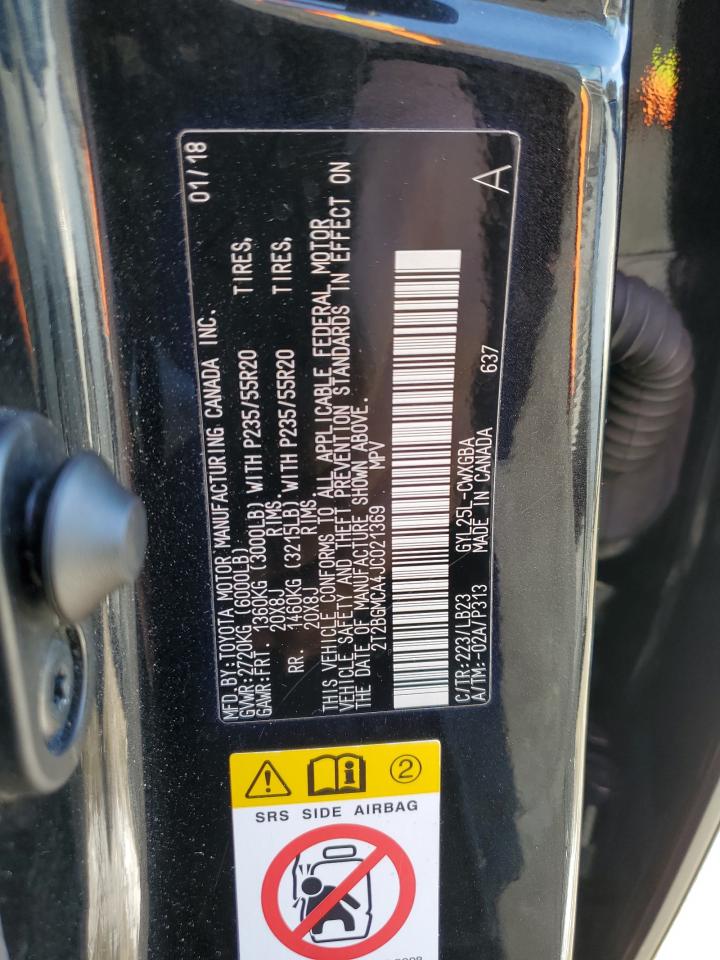 MFD.BY:TOYOTA MOTOR MANUFACTURING CANADA INC. 01/18
GVWR:2720KG (6000LB)
GAWR:FRT. 1360KG (3000LB) WITH P235/55R20 TIRES,
20X8J RIMS.
RR. 1460KG (3215LB) WITH P235/55R20 TIRES,
20X8J RIMS.
THIS VEHICLE CONFORMS TO ALL APPLICABLE FEDERAL MOTOR
VEHICLE SAFETY AND THEFT PREVENTION STANDARDS IN EFFECT ON
THE DATE OF MANUFACTURE SHOWN ABOVE.
2T2BGMCA4JC021369 MPV
C/TR:223/LB23 GYL25L-CWXGBA
A/TM:-02A/P313 MADE IN CANADA 637 A
2
SRS SIDE AIRBAG